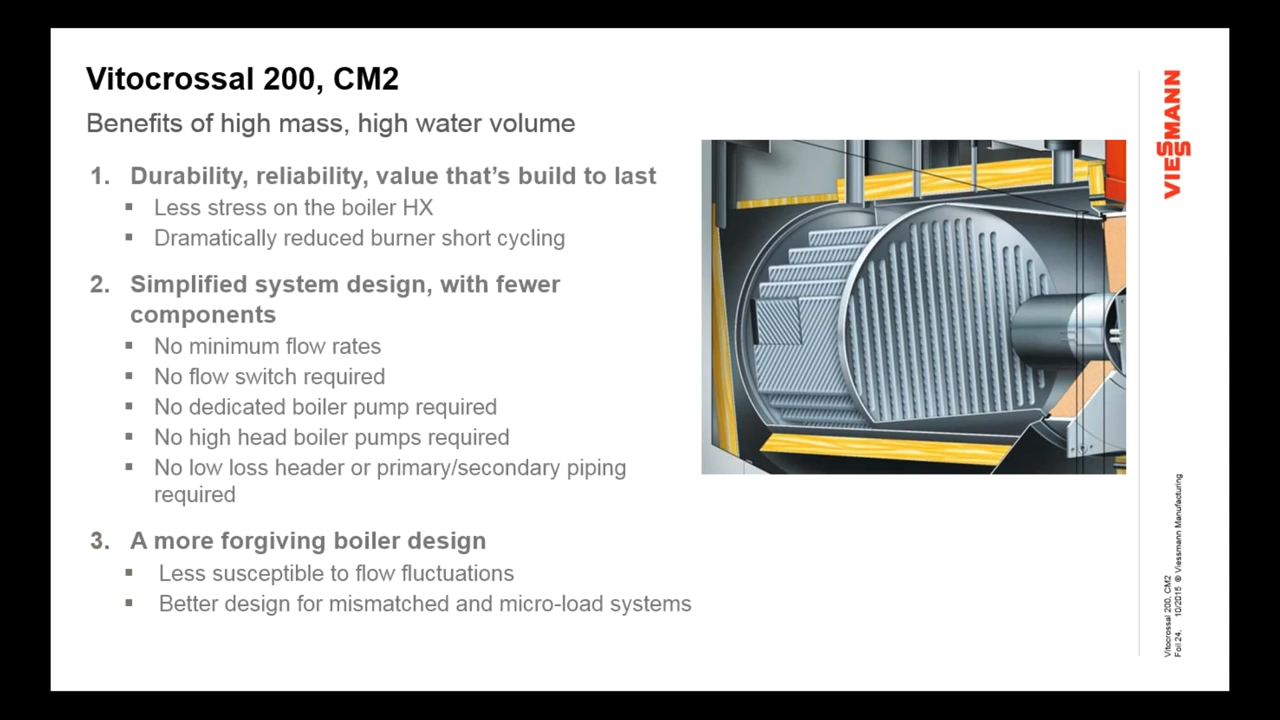 Vitocrossal 200, CM2
Benefits of high mass, high water volume
1. Durability, reliability, value that's build to last
▪ Less stress on the boiler HX
▪ Dramatically reduced burner short cycling
2. Simplified system design, with fewer
components
▪ No minimum flow rates
▪ No flow switch required
▪ No dedicated boiler pump required
▪ No high head boiler pumps required
▪ No low loss header or primary/secondary piping
required
3. A more forgiving boiler design
▪ Less susceptible to flow fluctuations
▪ Better design for mismatched and micro-load systems
VIESSMANN
Vitocrossal 200, CM2
Foil 24, 10/2015 © Viessmann Manufacturing